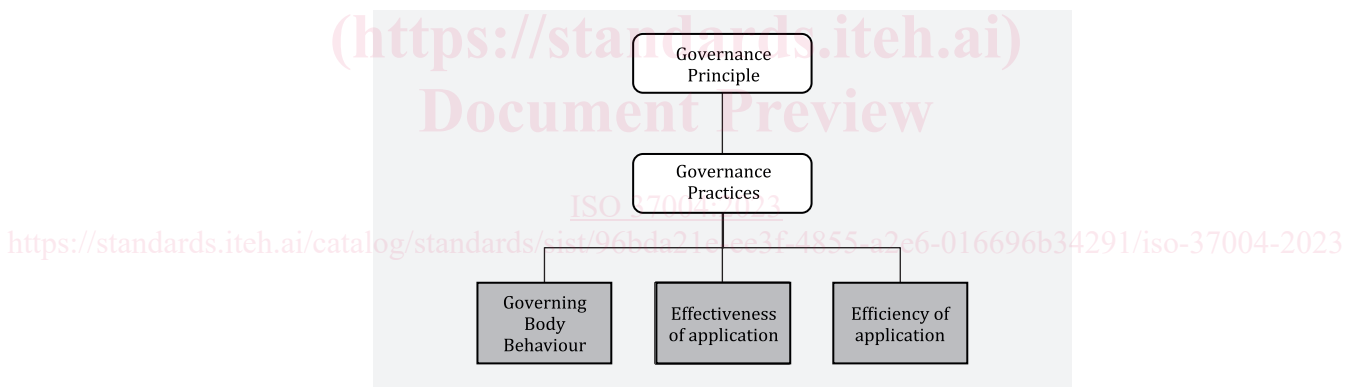 (https://standards.iteh.ai)
Governance
Principle
Document Preview
Governance
Practices
ISO 37004:2023
https://standards.iteh.ai/catalog/standards/sist/96bda21e-ee3f-4855-a2e6-016696b34291/iso-37004-2023
Governing
Body
Behaviour
Effectiveness
of application
Efficiency of
application